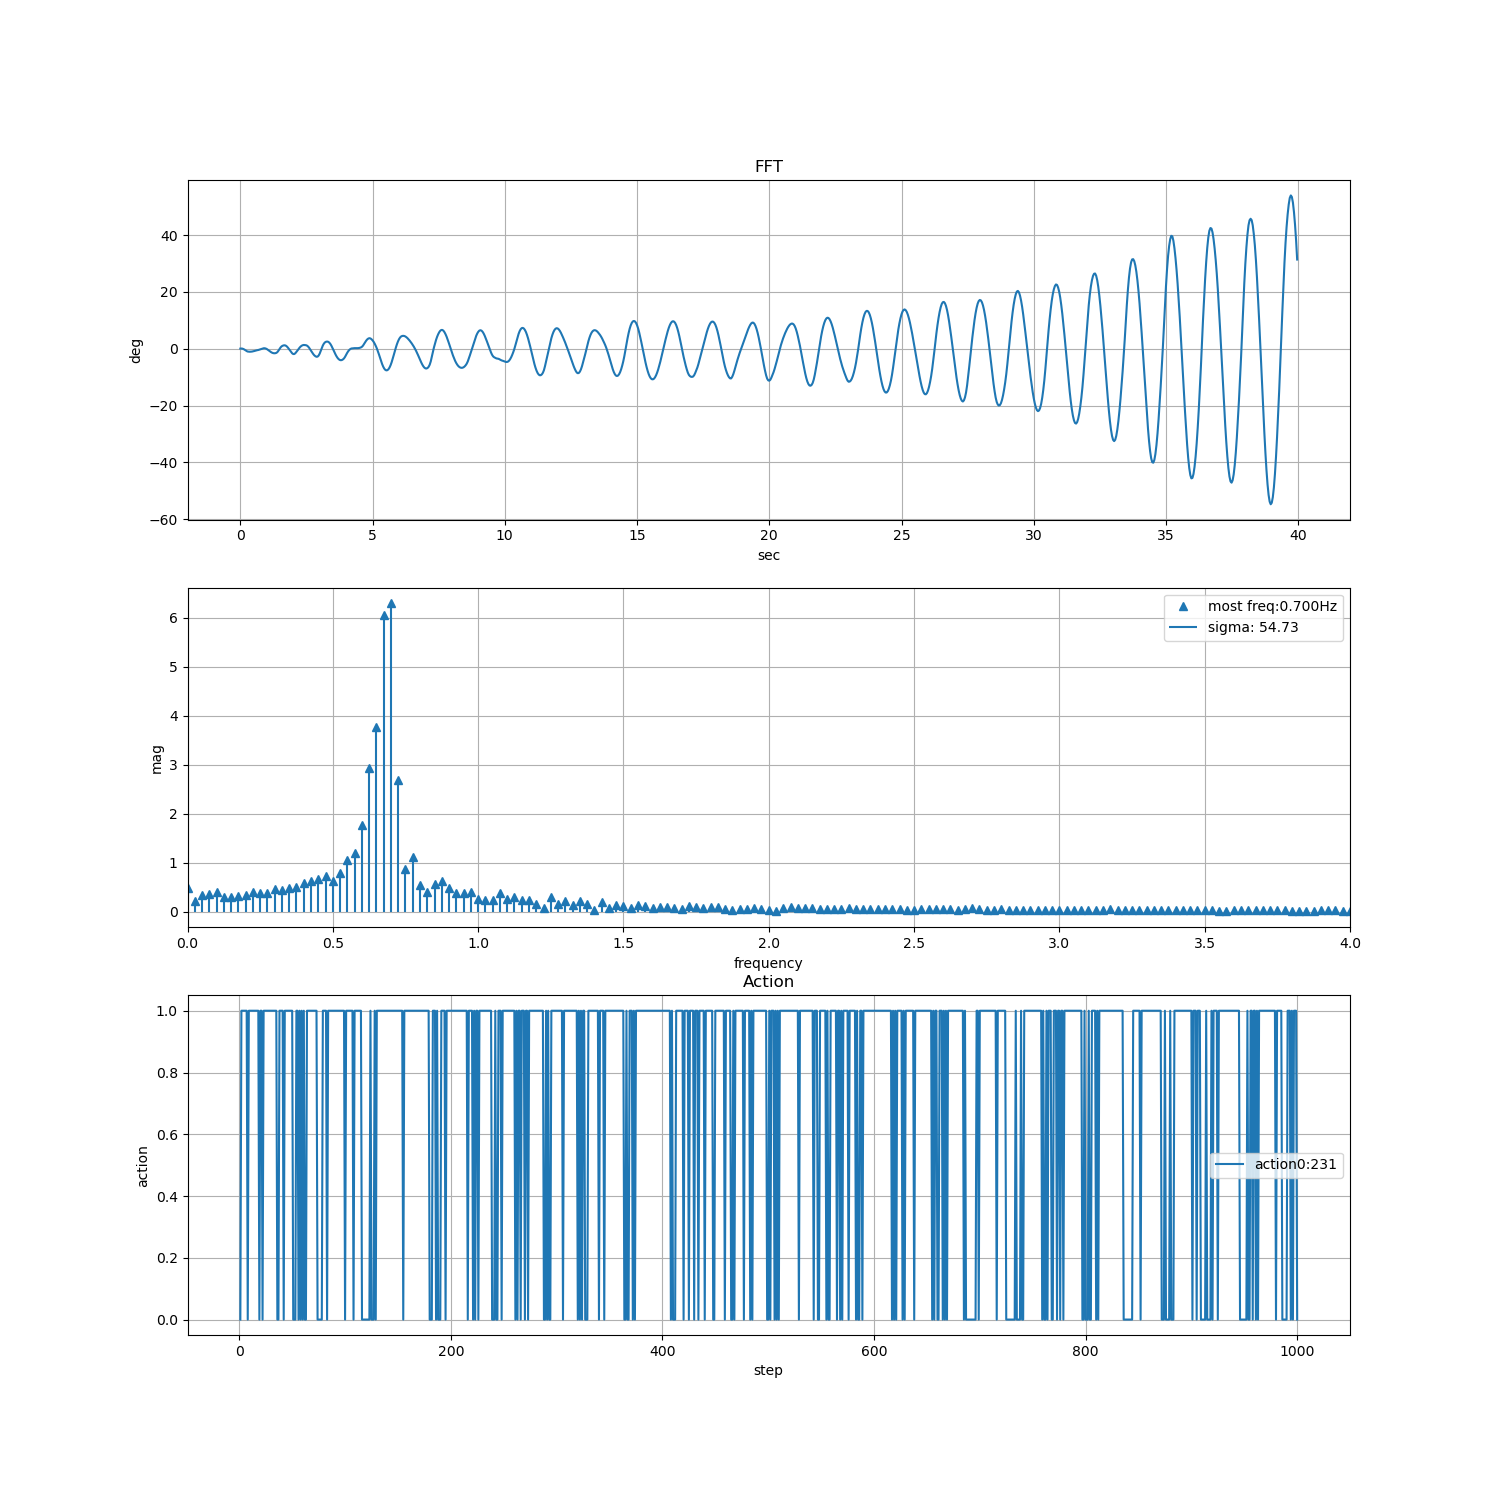 FFT
40
20
0
−20
−40
−60
deg
0 5 10 15 20 25 30 35 40
sec
most freq:0.700Hz
sigma: 54.73
6
5
4
3
2
1
0
mag
0.0 0.5 1.0 1.5 2.0 2.5 3.0 3.5 4.0
frequency
Action
1.0
0.8
0.6
0.4
0.2
0.0
action
action0:231
0 200 400 600 800 1000
step